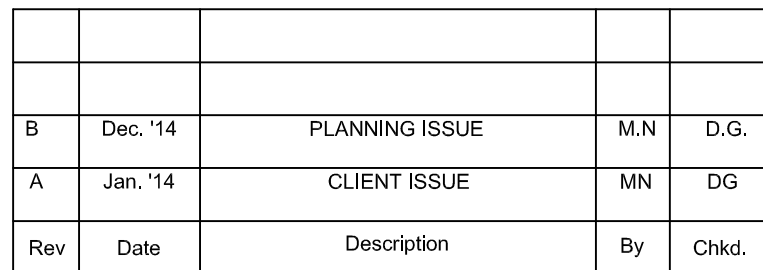 B Dec. '14 PLANNING ISSUE M.N D.G.
A Jan. '14 CLIENT ISSUE MN DG
Rev Date Description By Chkd.